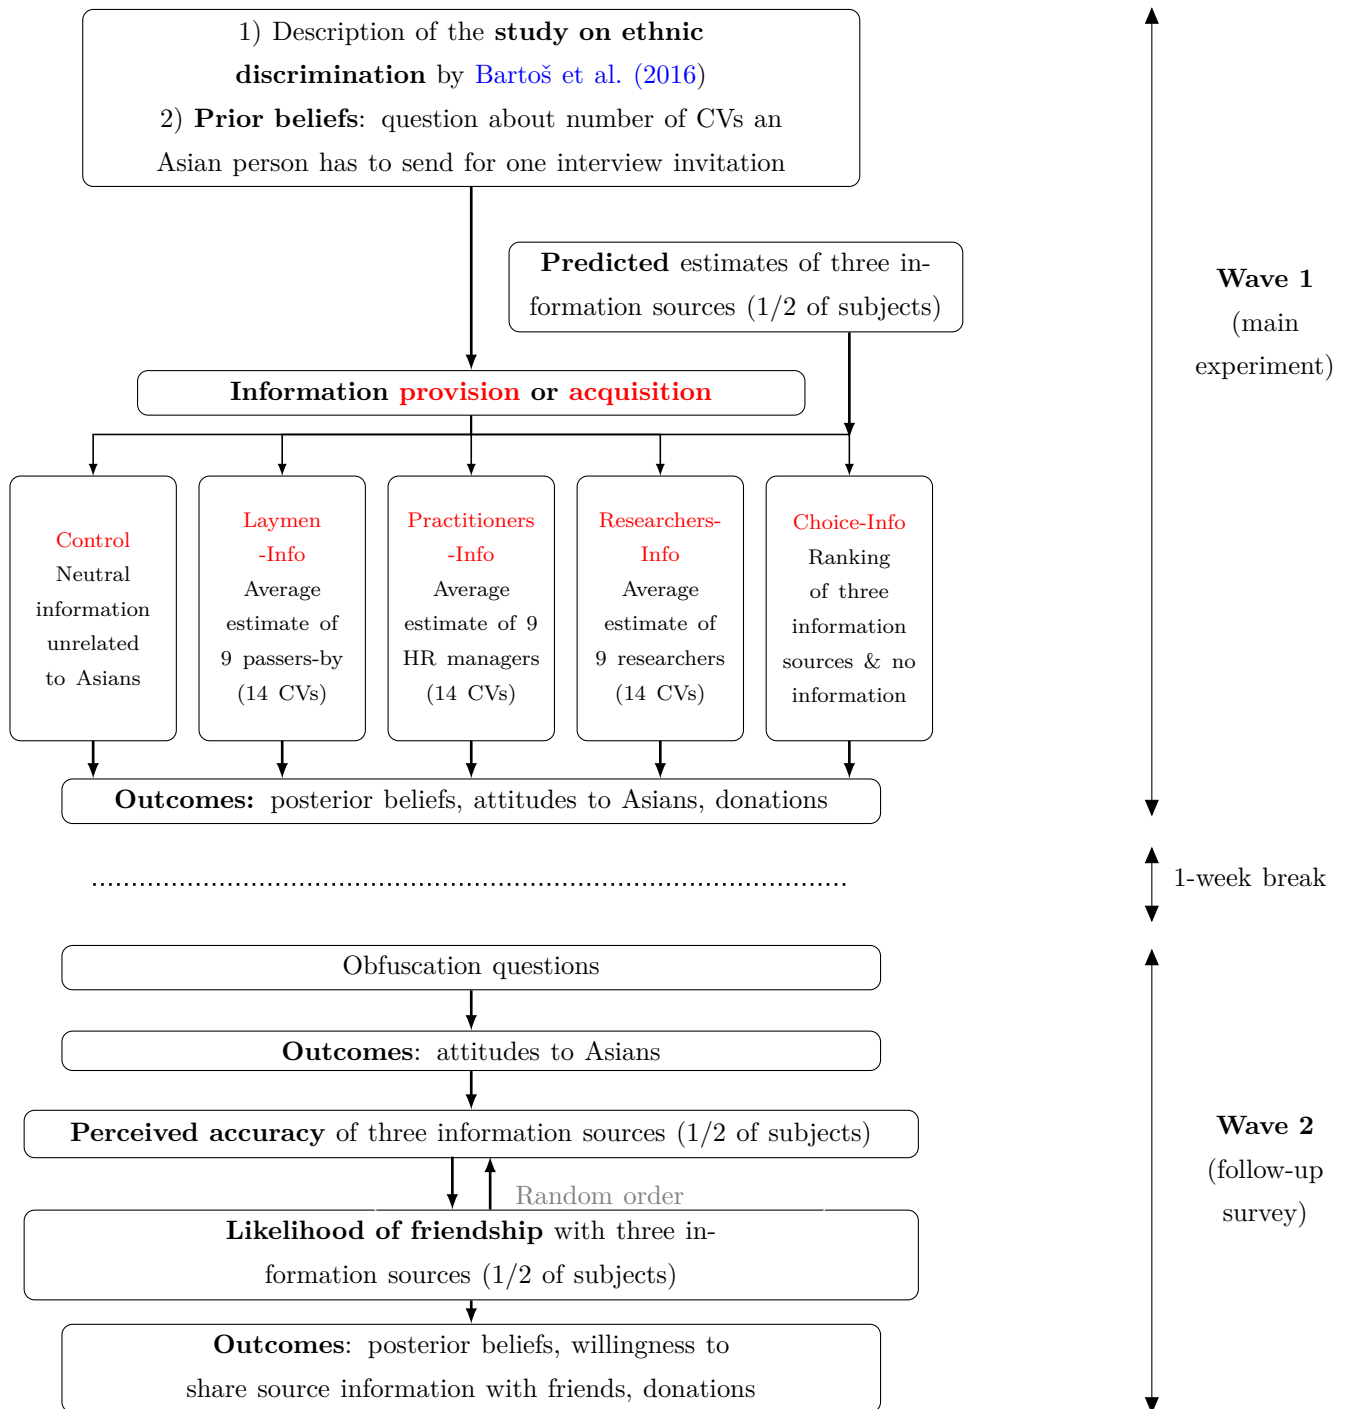 1) Description of the study on ethnic
discrimination by Bartoš et al. (2016)
2) Prior beliefs: question about number of CVs an
Asian person has to send for one interview invitation
Predicted estimates of three in-
formation sources (1/2 of subjects)
Wave 1
(main
experiment)
Information provision or acquisition
Control
Neutral
information
unrelated
to Asians
Laymen
-Info
Average
estimate of
9 passers-by
(14 CVs)
Practitioners
-Info
Average
estimate of 9
HR managers
(14 CVs)
Researchers-
Info
Average
estimate of
9 researchers
(14 CVs)
Choice-Info
Ranking
of three
information
sources & no
information
Outcomes: posterior beliefs, attitudes to Asians, donations
1-week break
Obfuscation questions
Outcomes: attitudes to Asians
Perceived accuracy of three information sources (1/2 of subjects)
Random order
Likelihood of friendship with three in-
formation sources (1/2 of subjects)
Wave 2
(follow-up
survey)
Outcomes: posterior beliefs, willingness to
share source information with friends, donations